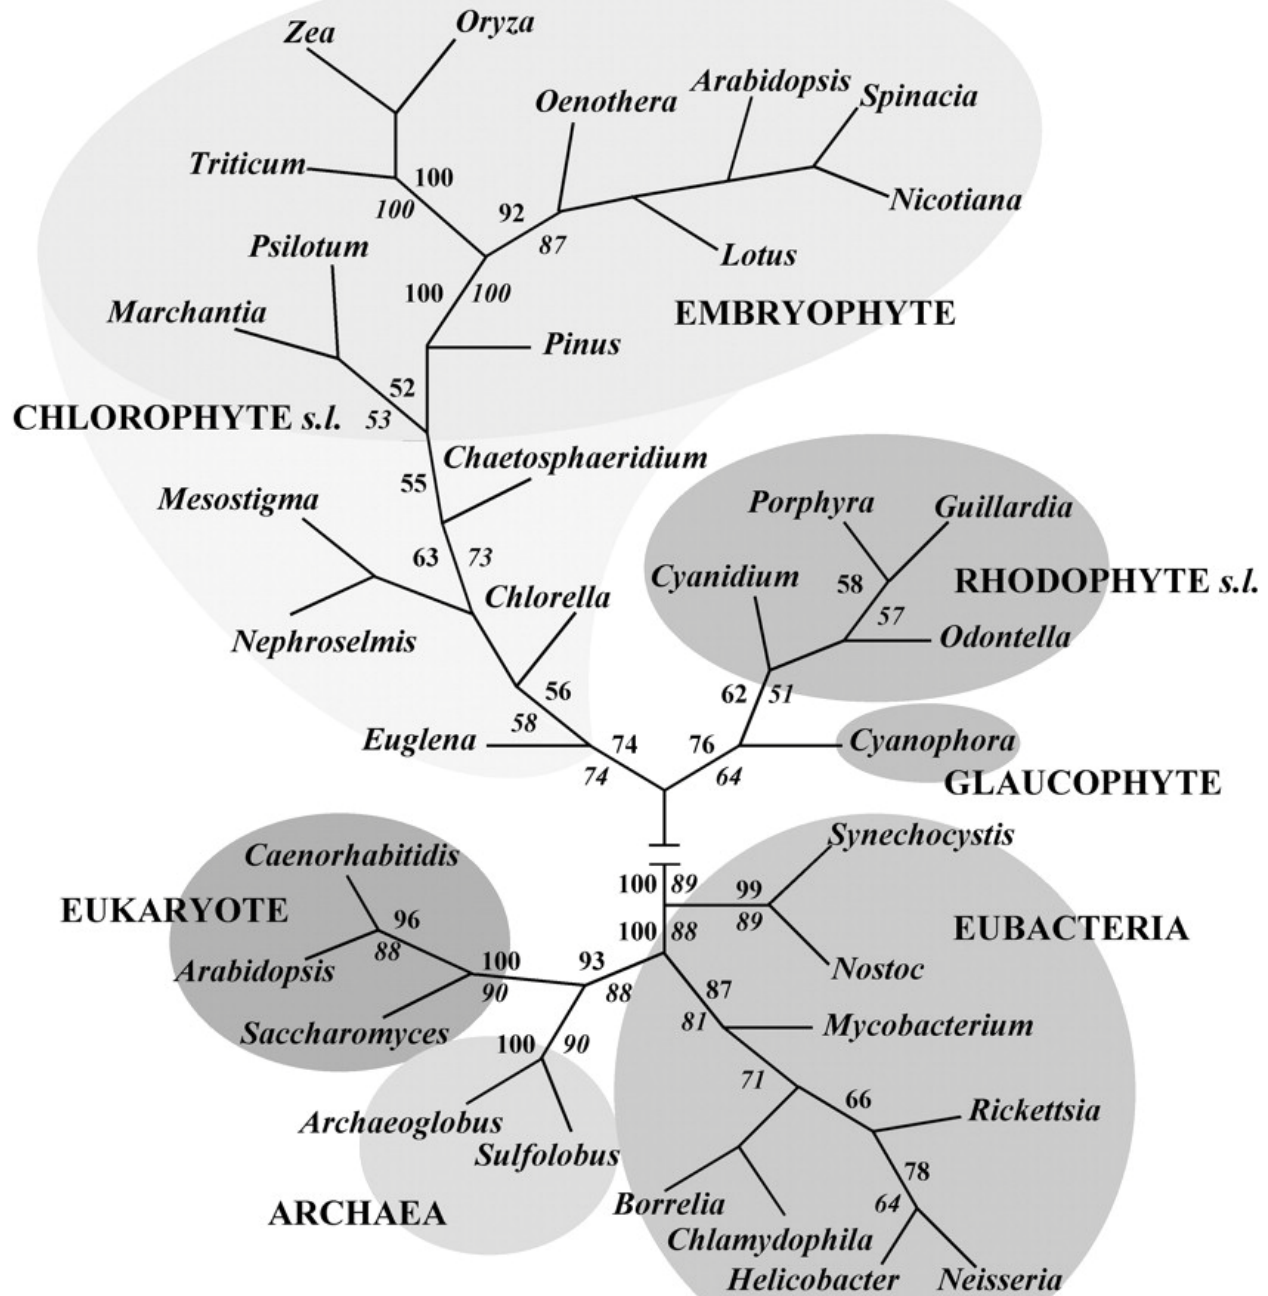 Oryza
Zea
Arabidopsis
Spinacia
Oenothera
Triticum
100
100
92
87
Nicotiana
Psilotum
Lotus
100
100
Marchantia
EMBRYOPHYTE
Pinus
52
CHLOROPHYTE s.l.
53
Chaetosphaeridium
55
Mesostigma
Porphyra
Guillardia
63
73
Cyanidium
58
RHODOPHYTE s.l.
Chlorella
57
Nephroselmis
Odontella
56
62
51
58
Euglena
74
76
Cyanophora
74
64
GLAUCOPHYTE
Synechocystis
Caenorhabitidis
100
89
99
EUKARYOTE
96
89
EUBACTERIA
88
100
88
Arabidopsis
100
93
Nostoc
90
88
87
Saccharomyces
81
Mycobacterium
100
90
71
66
Rickettsia
Archaeoglobus
Sulfolobus
78
Borrelia
64
ARCHAEA
Chlamydophila
Helicobacter
Neisseria